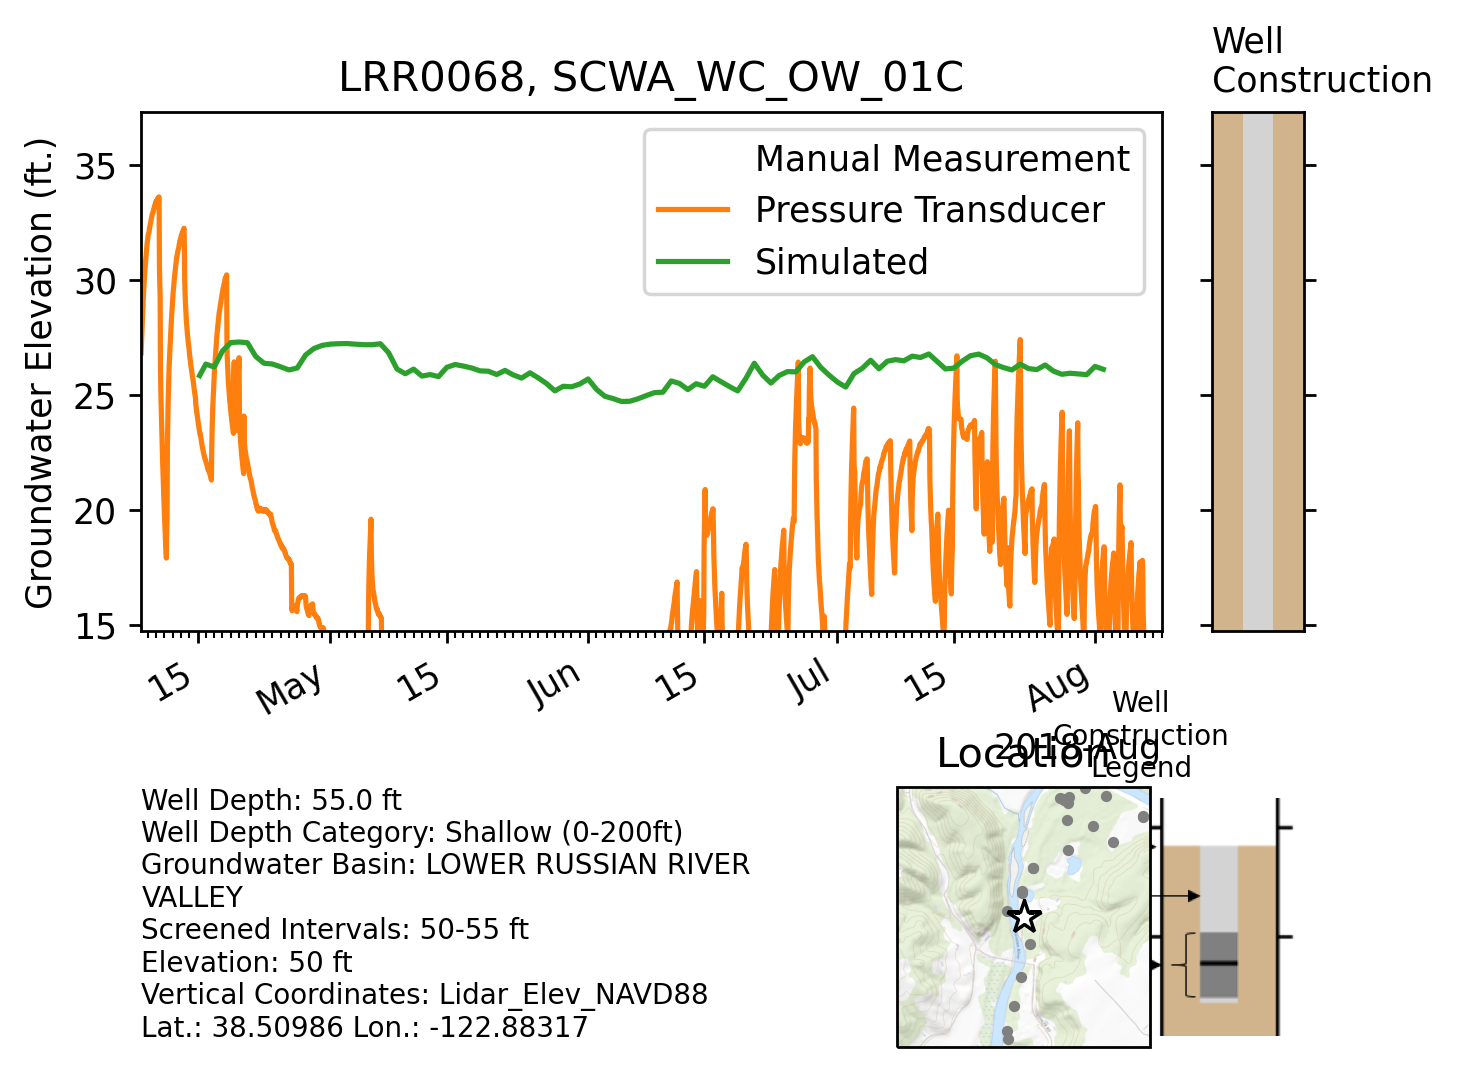 Well
Construction
LRR0068, SCWA_WC_OW_01C
Groundwater Elevation (ft.)
35
30
25
20
15
Manual Measurement
Pressure Transducer
Simulated
15
May
15
Jun
15
Jul
15
Aug
2018-Aug
Location
Well
Construction
Legend
Well Depth: 55.0 ft
Well Depth Category: Shallow (0-200ft)
Groundwater Basin: LOWER RUSSIAN RIVER
VALLEY
Screened Intervals: 50-55 ft
Elevation: 50 ft
Vertical Coordinates: Lidar_Elev_NAVD88
Lat.: 38.50986 Lon.: -122.88317